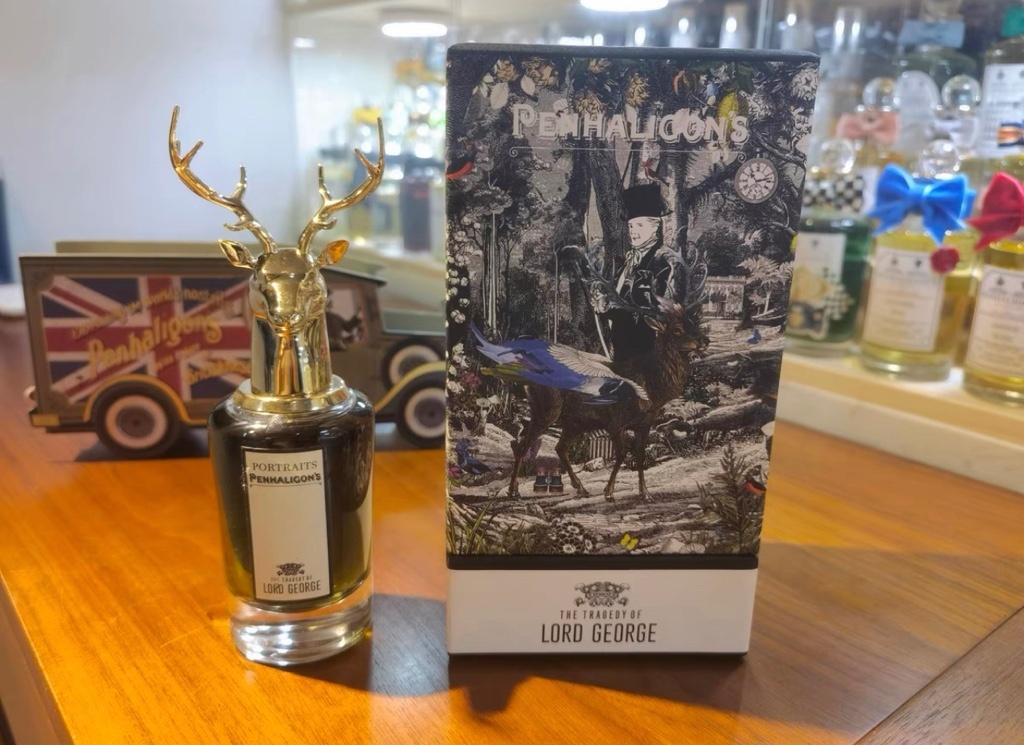 PENHALIGON'S
THE TRAGEDY OF
LORD GEORGE
PORTRAITS
PENHALIGON'S
THE TRAGEDY OF
LORD GEORGE
Penhaligon's